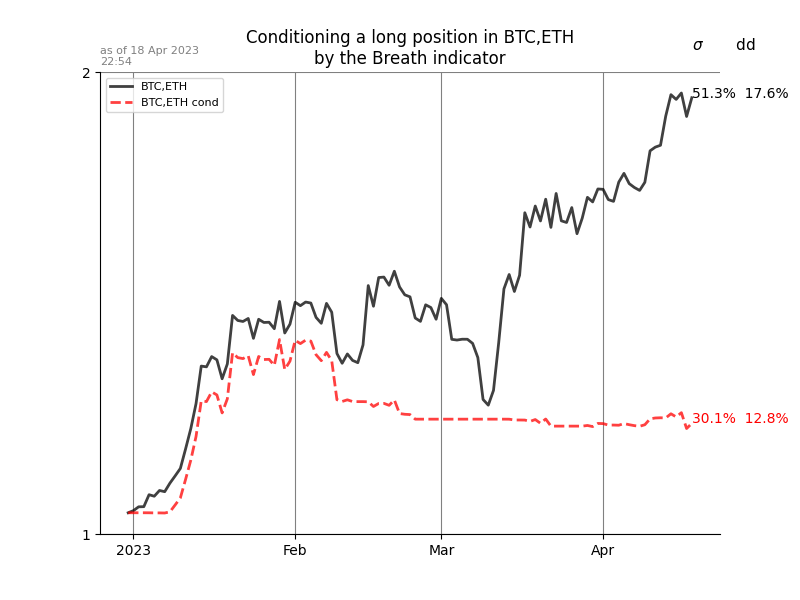 Conditioning a long position in BTC,ETH
by the Breath indicator
as of 18 Apr 2023
22:54
σ dd
2
BTC,ETH
BTC,ETH cond
51.3% 17.6%
30.1% 12.8%
1
2023 Feb Mar Apr